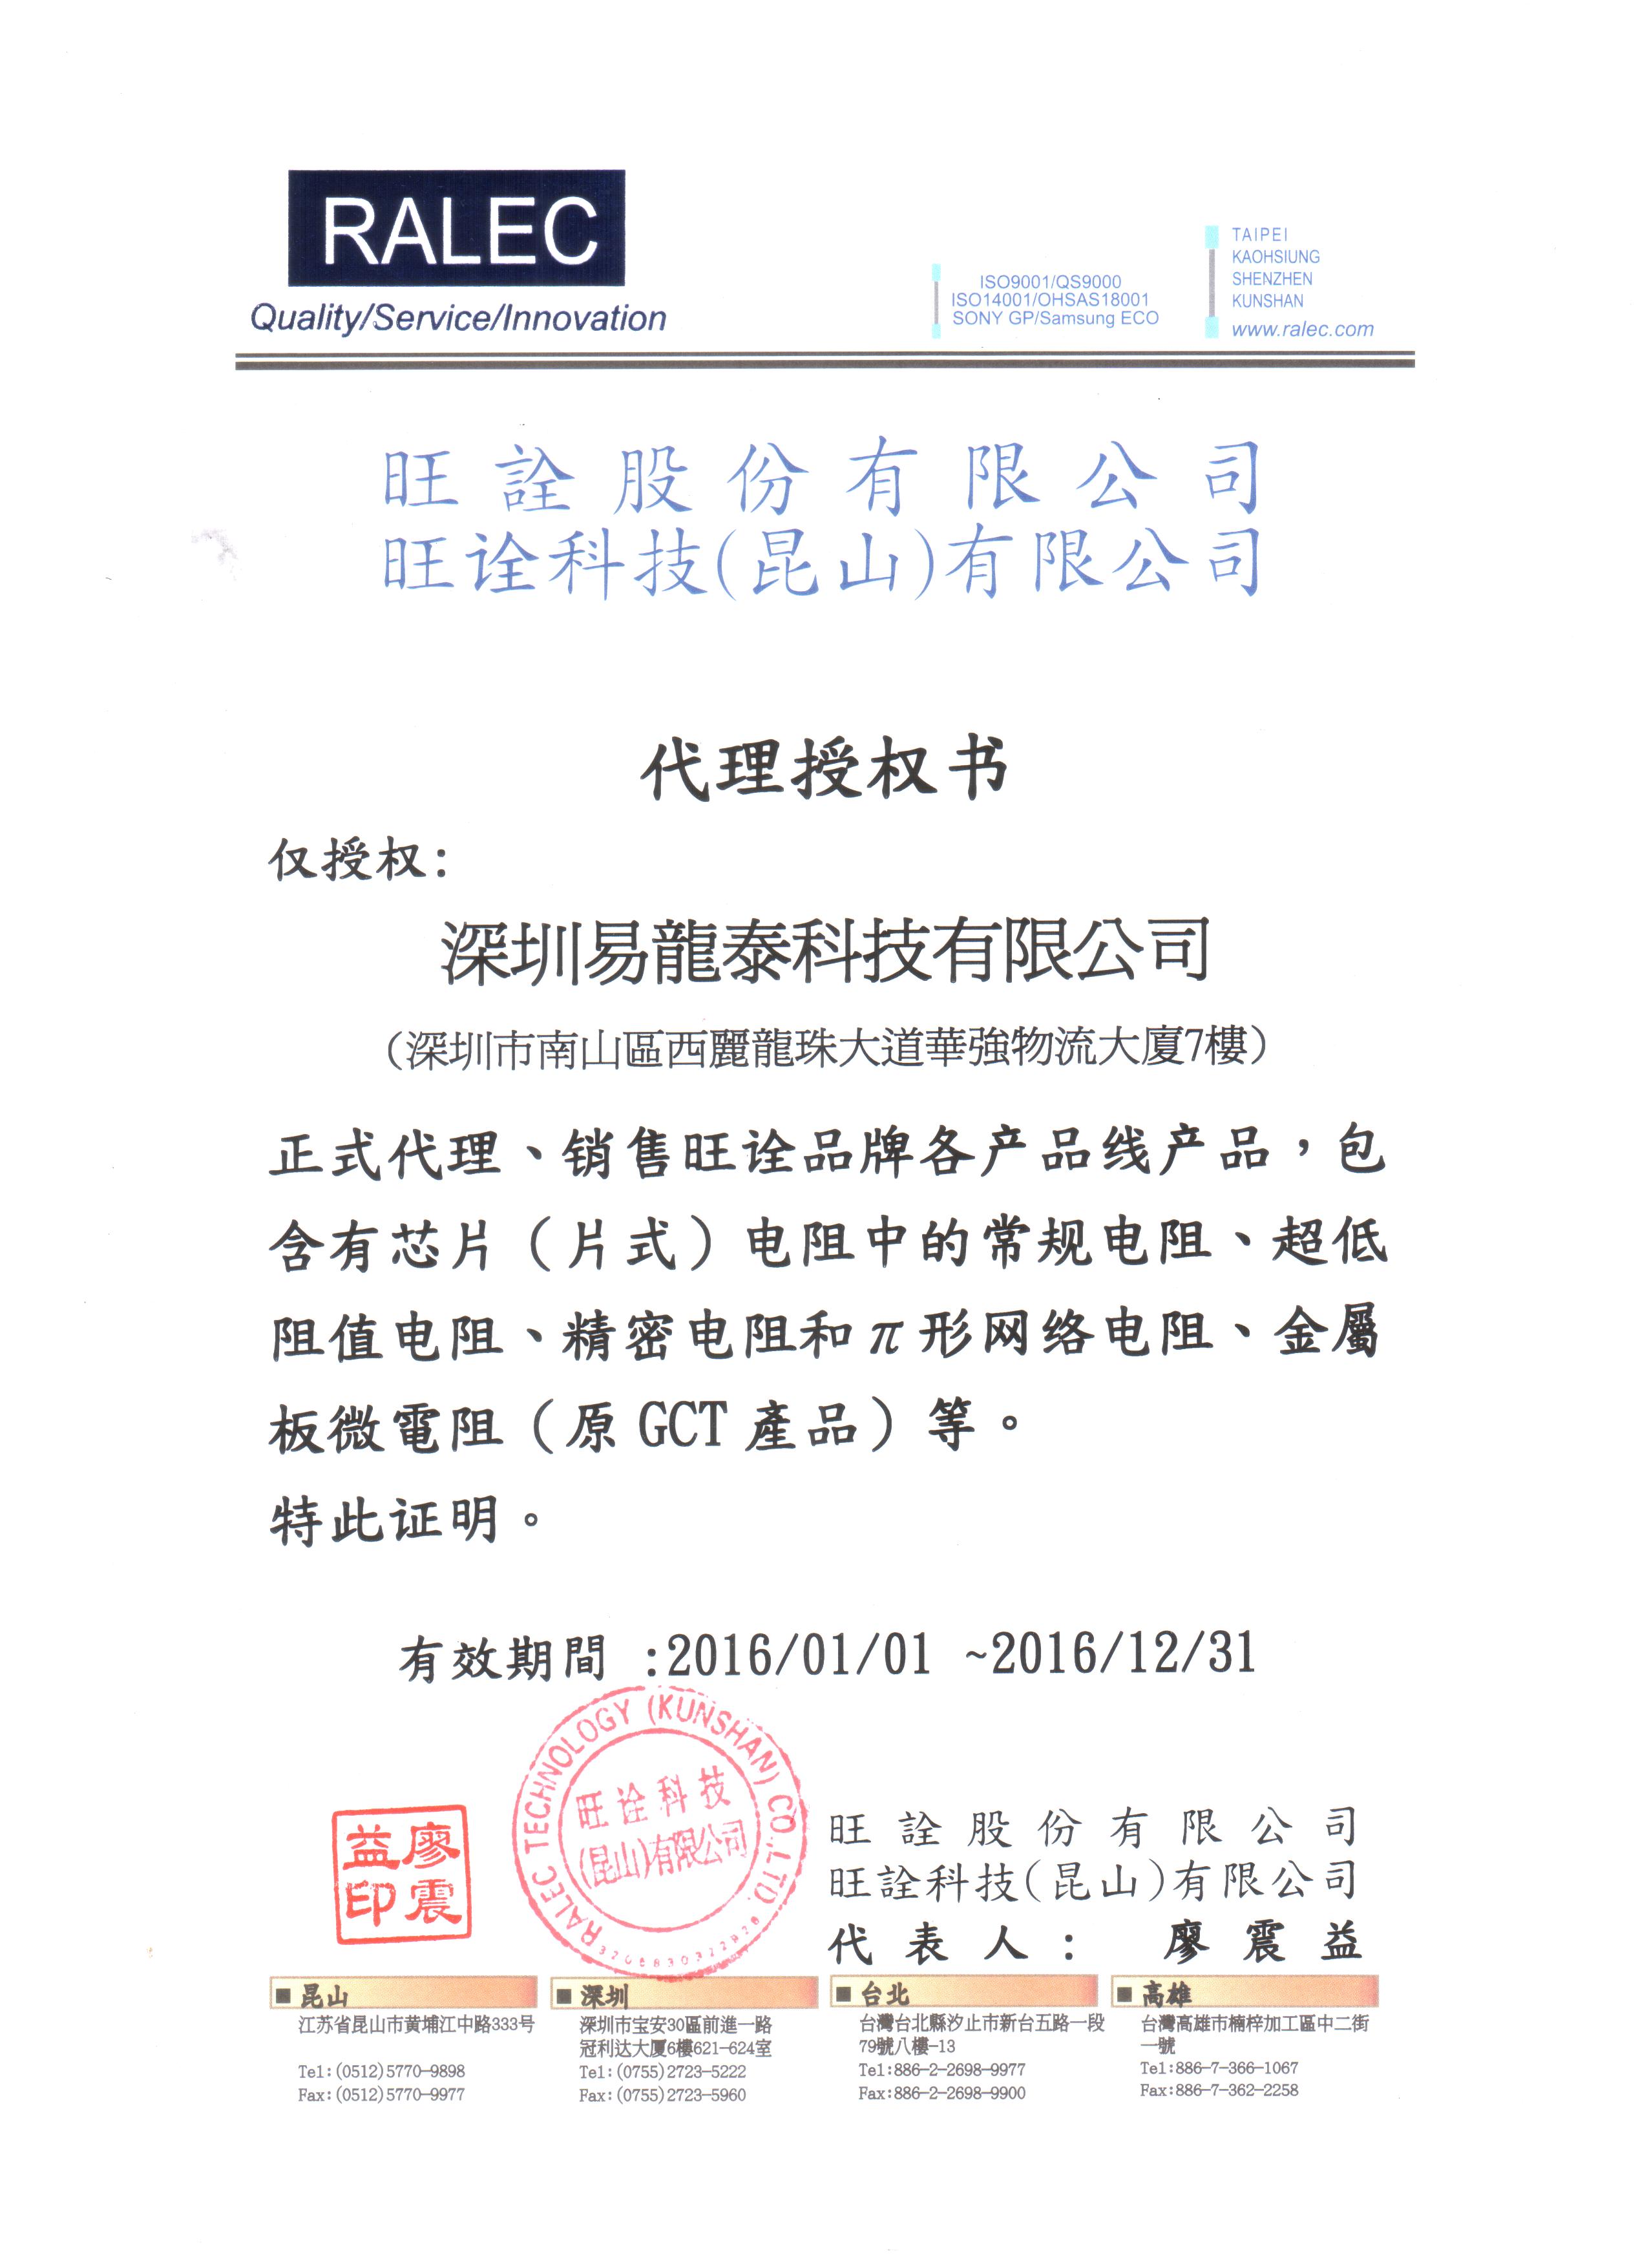 RALEC
Quality/Service/Innovation
ISO9001/QS9000
ISO14001/OHSAS18001
SONY GP/Samsung ECO
TAIPEI
KAOHSIUNG
SHENZHEN
KUNSHAN
www.ralec.com
旺詮股份有限公司
旺诠科技(昆山)有限公司
代理授权书
仅授权:
深圳易龍泰科技有限公司
(深圳市南山區西麗龍珠大道華強物流大廈7樓)
正式代理、销售旺诠品牌各产品线产品，包
含有芯片（片式）电阻中的常规电阻、超低
阻值电阻、精密电阻和π形网络电阻、金屬
板微電阻（原 GCT 產品）等。
特此证明。
有效期間 :2016/01/01 ~2016/12/31
RALEC TECHNOLOGY (KUNSHAN) CO.,LTD.
旺诠科技
(昆山)有限公司
廖震益印
旺詮股份有限公司
旺詮科技(昆山)有限公司
代表人: 廖震益
■ 昆山
江苏省昆山市黄埔江中路333号
Tel:(0512)5770-9898
Fax:(0512)5770-9977
■ 深圳
深圳市宝安30區前進一路
冠利达大厦6樓621-624室
Tel:(0755)2723-5222
Fax:(0755)2723-5960
■ 台北
台灣台北縣汐止市新台五路一段
79號八樓-13
Tel:886-2-2698-9977
Fax:886-2-2698-9900
■ 高雄
台灣高雄市楠梓加工區中二街
一號
Tel:886-7-366-1067
Fax:886-7-362-2258